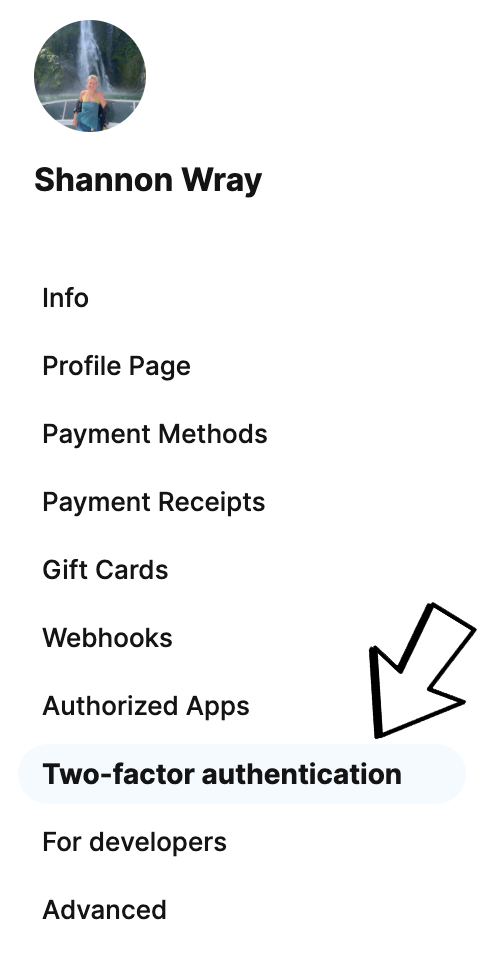 Shannon Wray
Info
Profile Page
Payment Methods
Payment Receipts
Gift Cards
Webhooks
Authorized Apps
Two-factor authentication
For developers
Advanced